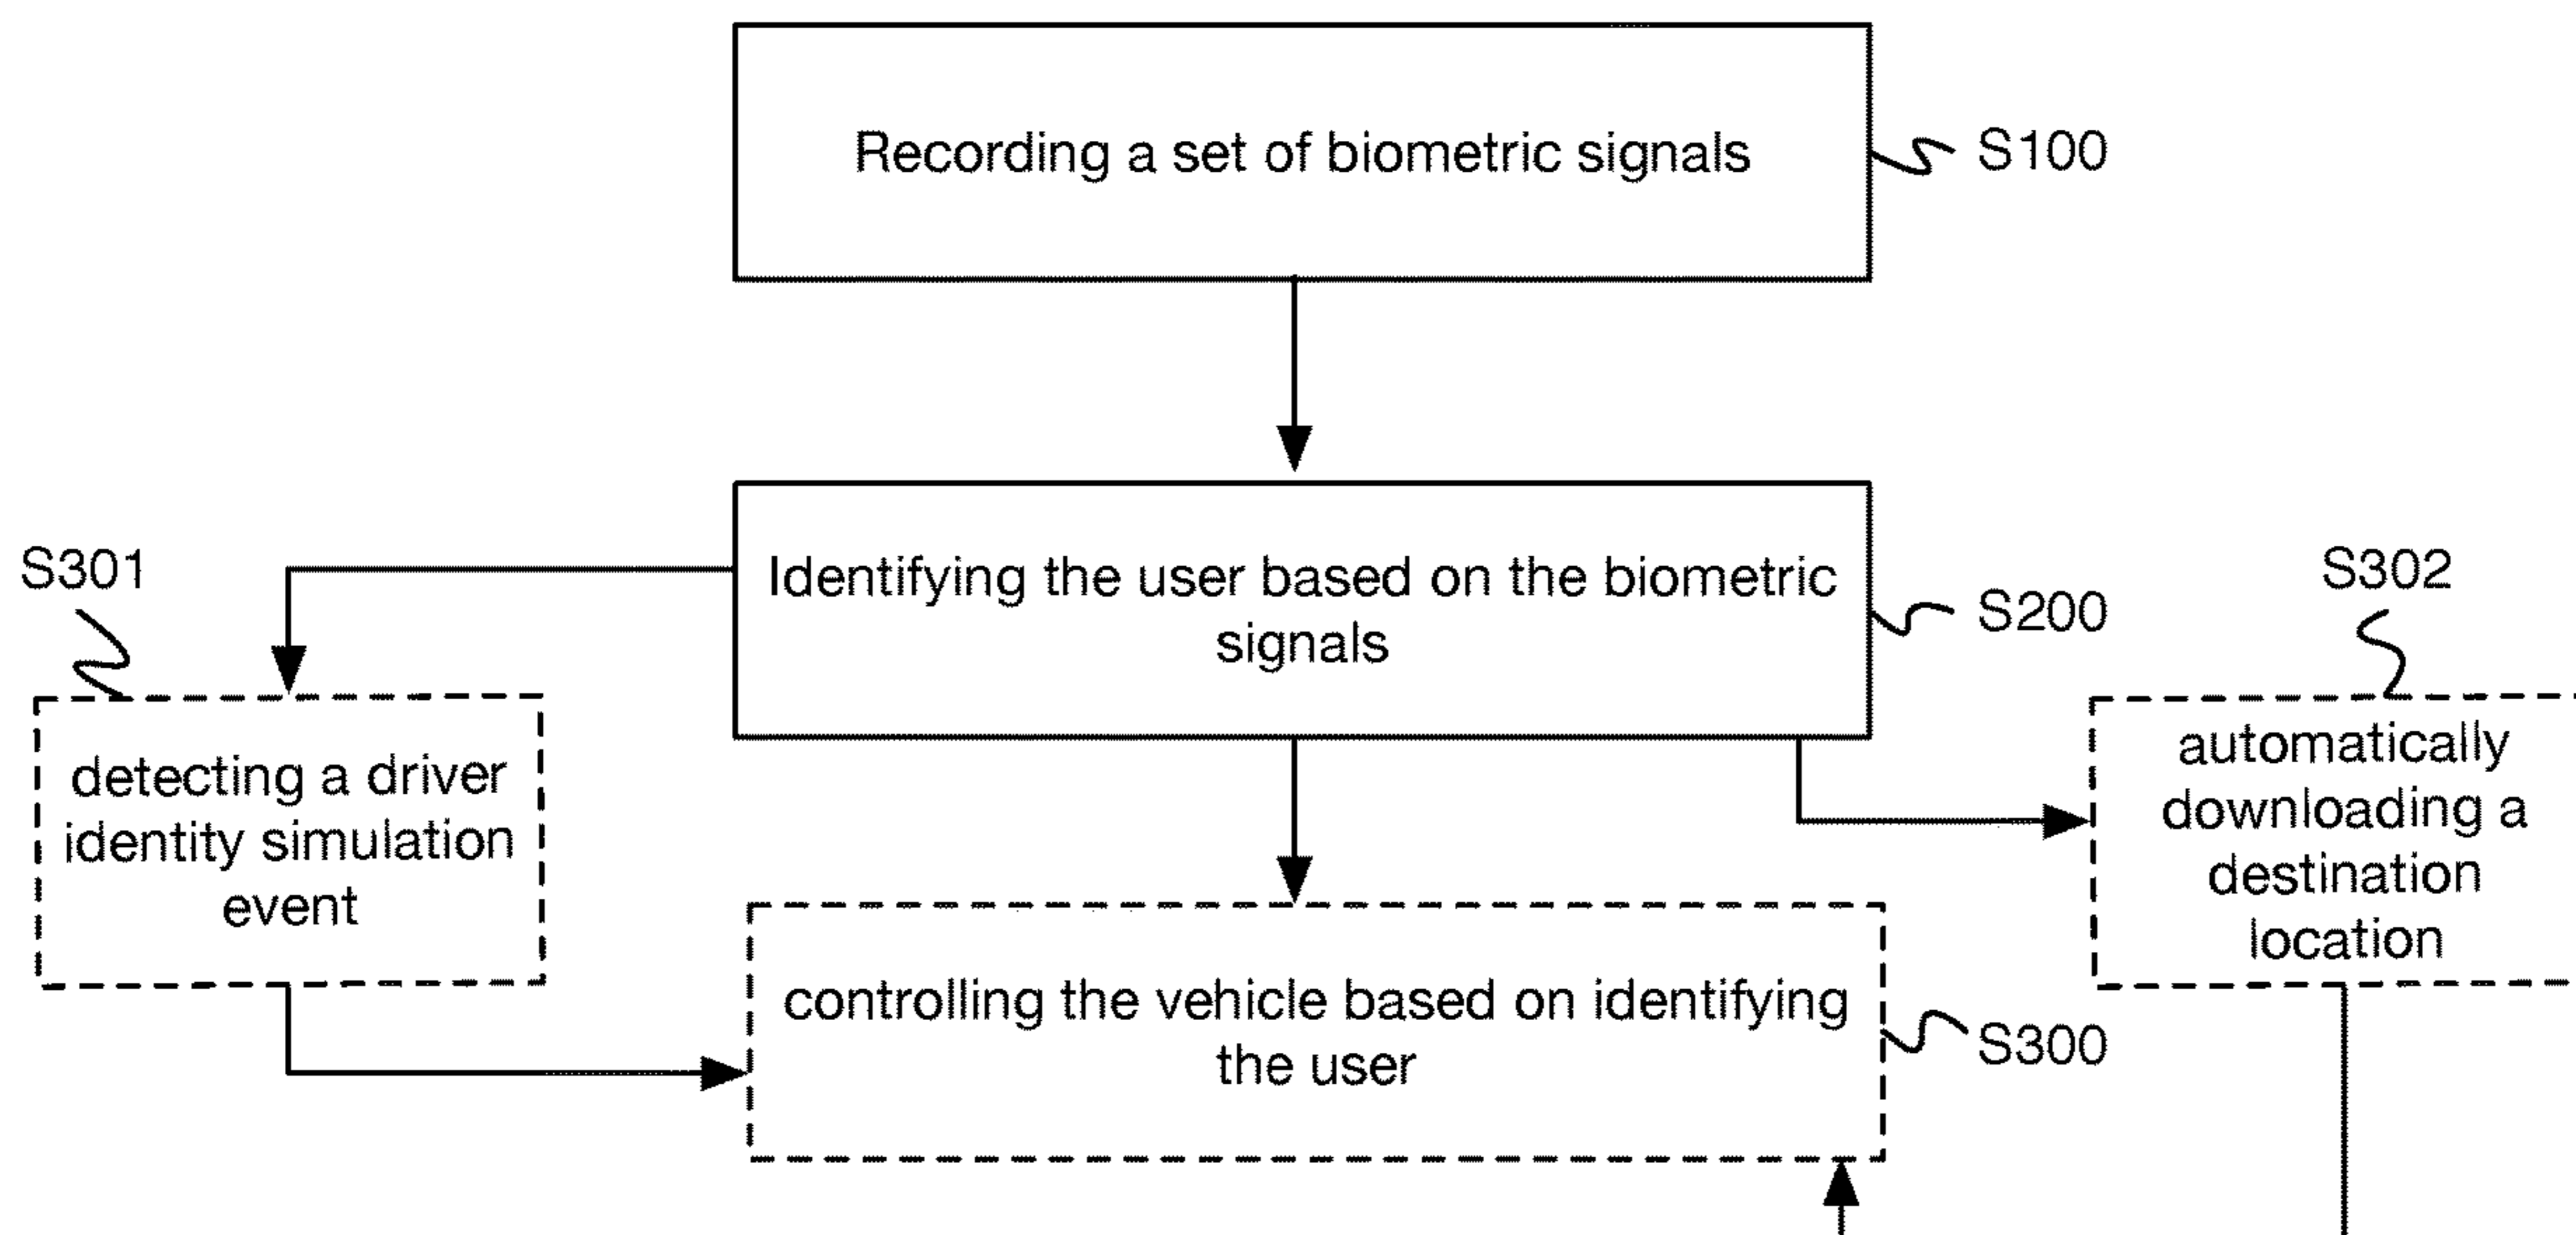 Recording a set of biometric signals
S100
S301
Identifying the user based on the biometric
signals
S200
S302
detecting a driver
identity simulation
event
automatically
downloading a
destination
location
controlling the vehicle based on identifying
the user
S300